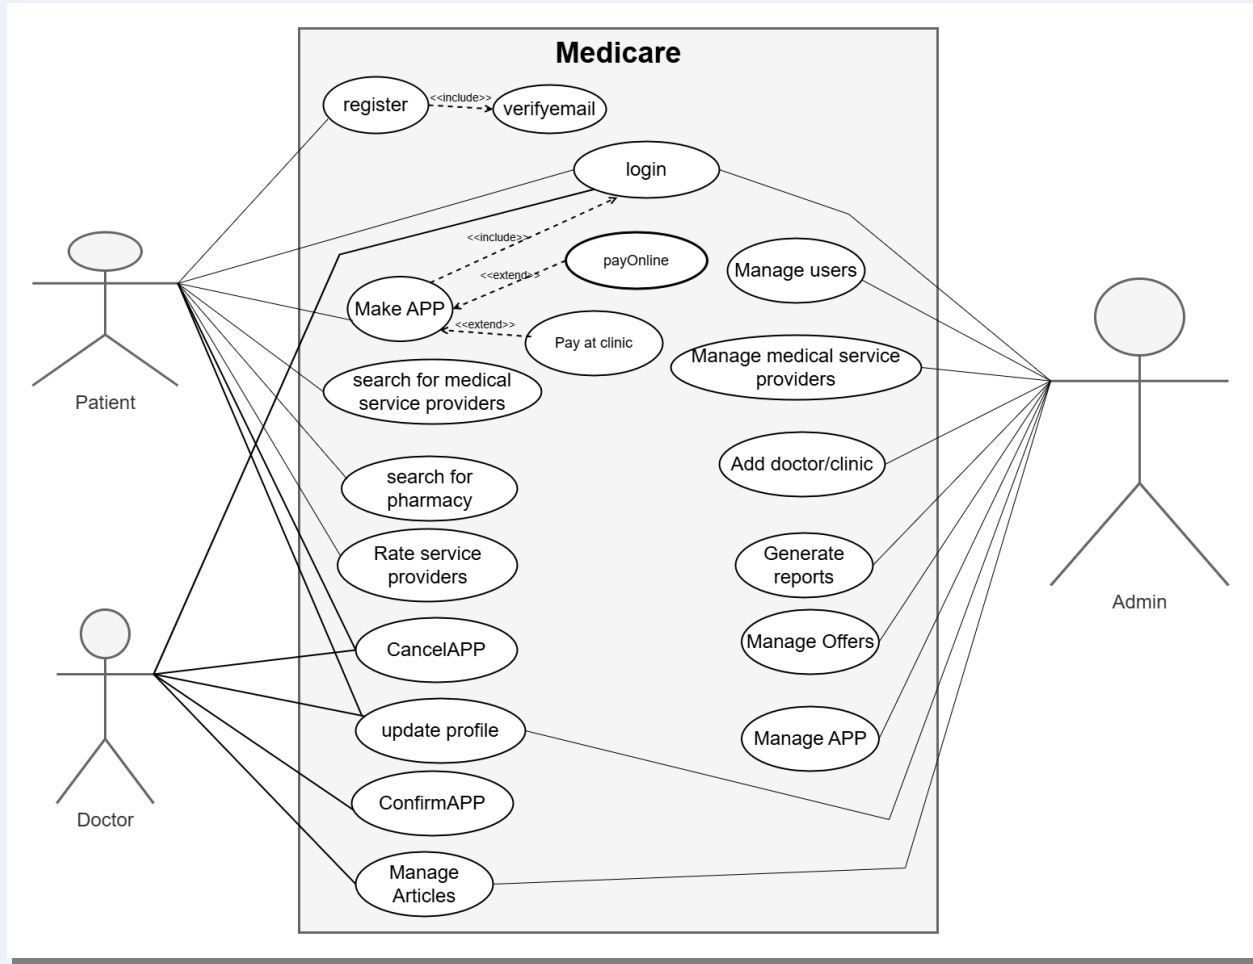 Medicare
register
<<include>>
verifyemail
login
<<include>>
payOnline
<<extend>>
Manage users
Make APP
<<extend>>
Pay at clinic
Manage medical service
providers
search for medical
service providers
Patient
Add doctor/clinic
search for
pharmacy
Rate service
providers
Generate
reports
Admin
CancelAPP
Manage Offers
update profile
Manage APP
ConfirmAPP
Doctor
Manage
Articles